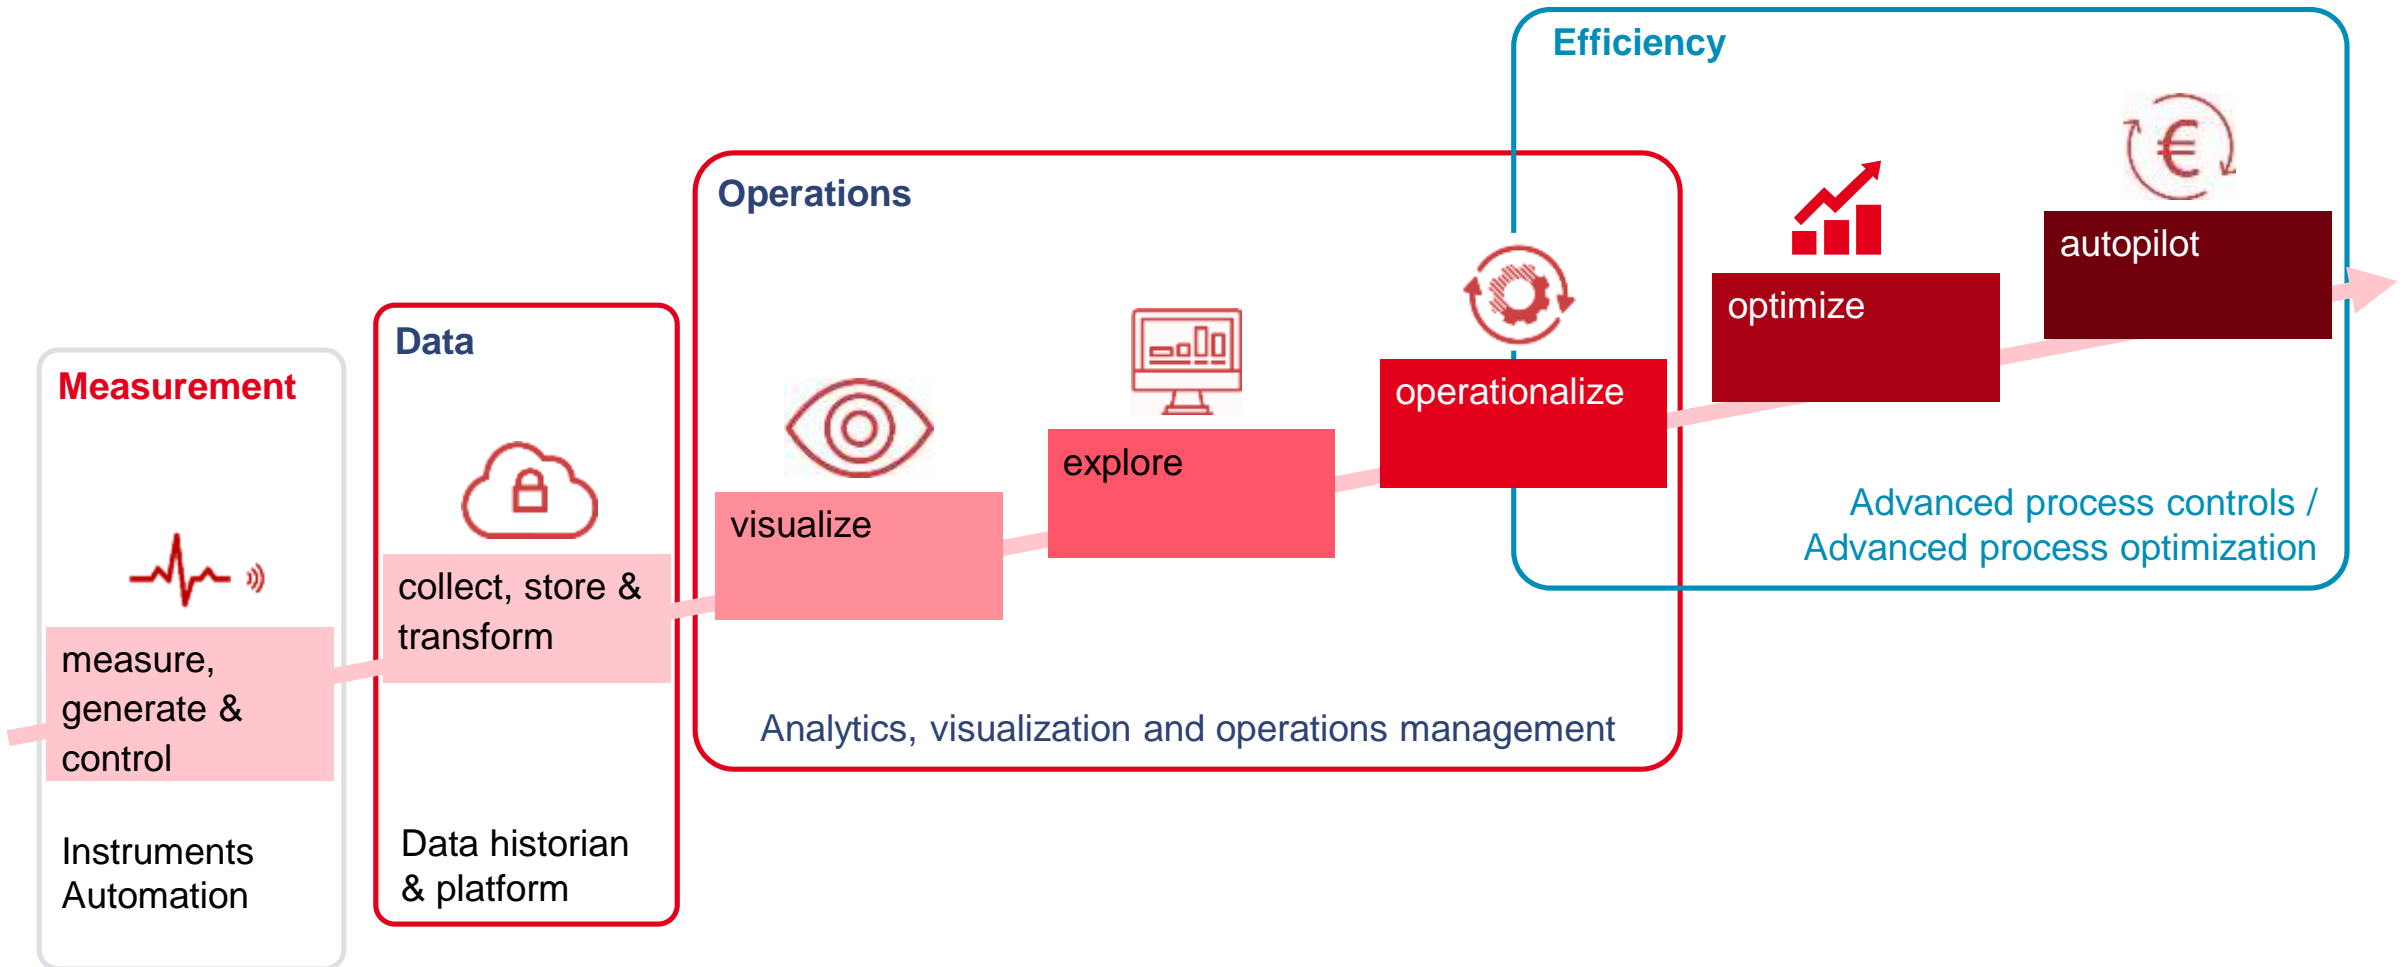 Measurement
measure,
generate &
control
Instruments
Automation
Data
collect, store &
transform
Data historian
& platform
Operations
visualize
explore
operationalize
Analytics, visualization and operations management
Efficiency
optimize
€
autopilot
Advanced process controls /
Advanced process optimization